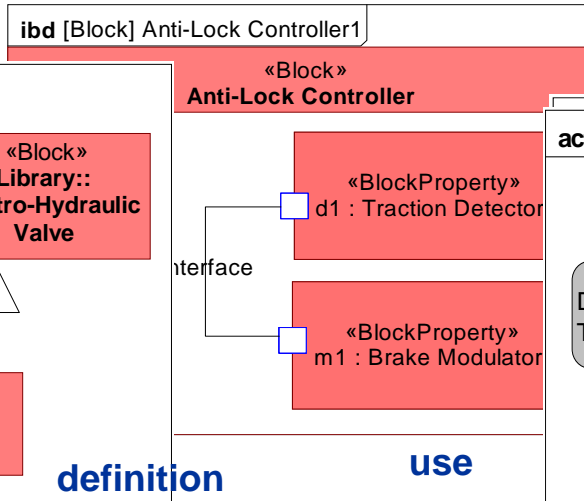 ibd [Block] Anti-Lock Controller1
«Block»
Anti-Lock Controller
ac
«Block»
Library::
tro-Hydraulic
Valve
«BlockProperty»
d1 : Traction Detector
nterface
«BlockProperty»
m1 : Brake Modulator
D
T
definition
use